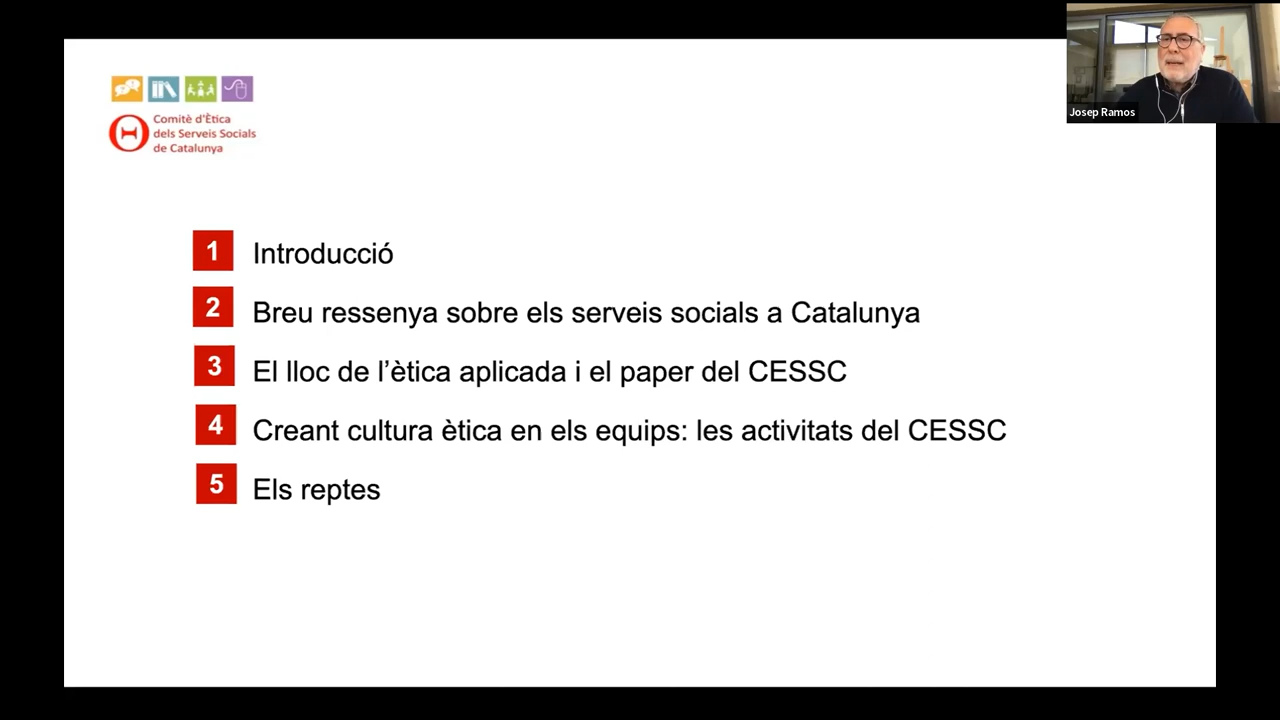 Comitè d'Ètica
dels Serveis Socials
de Catalunya
Josep Ramos
1 Introducció
2 Breu ressenya sobre els serveis socials a Catalunya
3 El lloc de l’ètica aplicada i el paper del CESSC
4 Creant cultura ètica en els equips: les activitats del CESSC
5 Els reptes